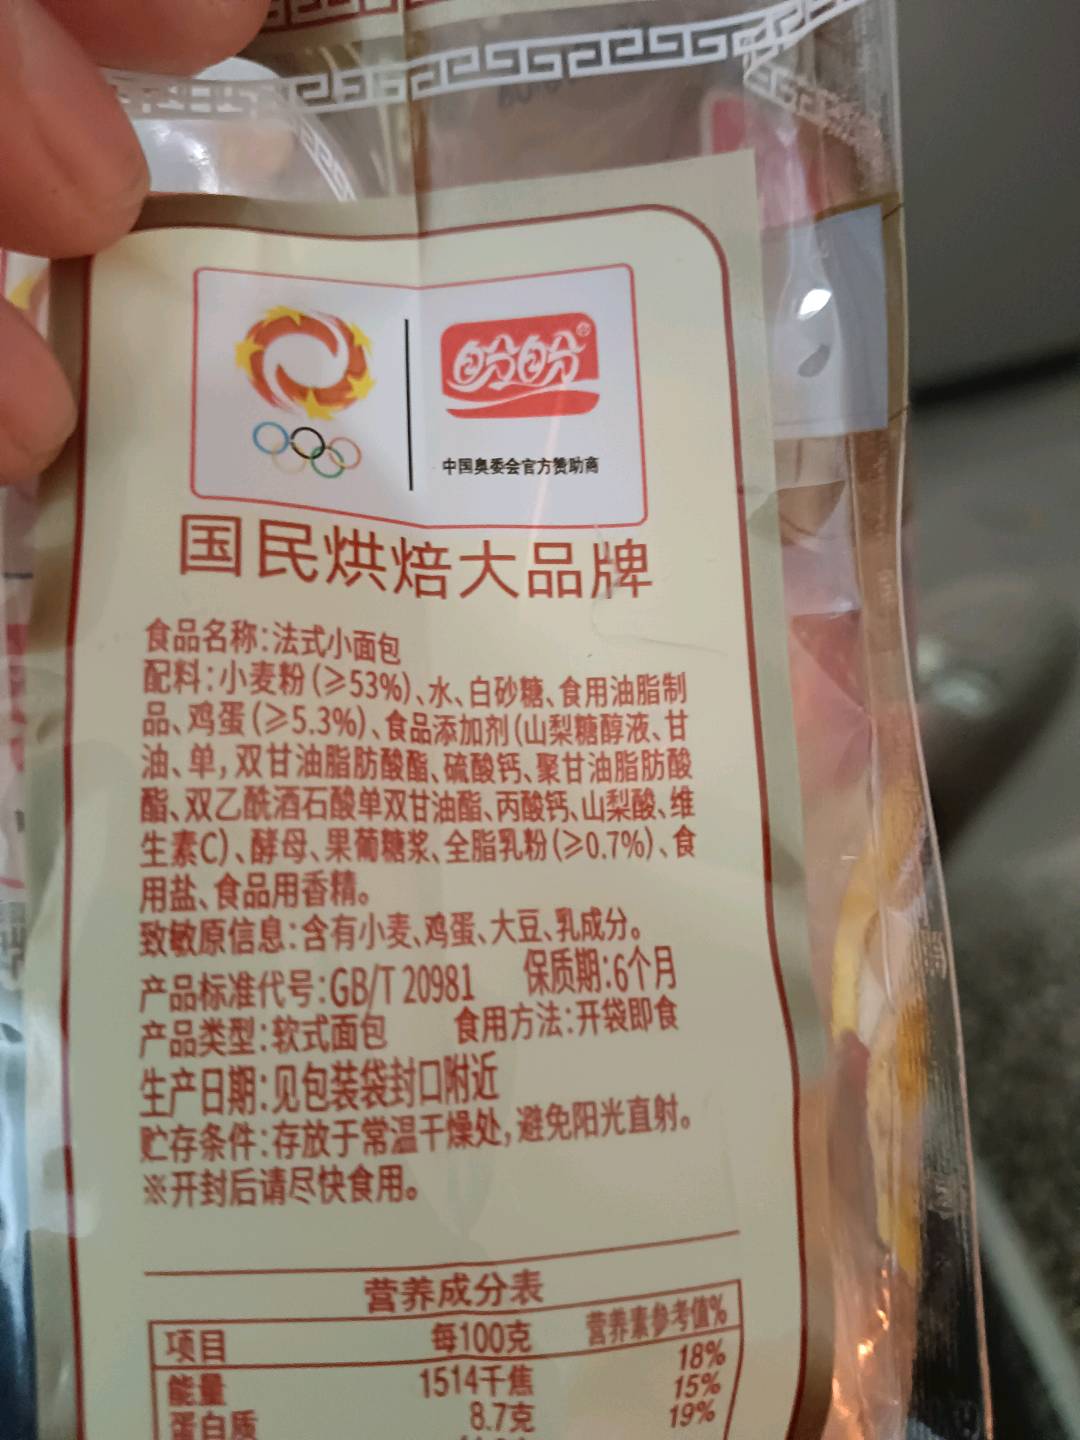 盼盼
中国奥委会官方赞助商
国民烘焙大品牌
食品名称:法式小面包
配料:小麦粉(≥53%)、水、白砂糖、食用油脂制
品、鸡蛋(≥5.3%)、食品添加剂(山梨糖醇液、甘
油、单,双甘油脂肪酸酯、硫酸钙、聚甘油脂肪酸
酯、双乙酰酒石酸单双甘油酯、丙酸钙、山梨酸、维
生素C)、酵母、果葡糖浆、全脂乳粉(≥0.7%)、食
用盐、食品用香精。
致敏原信息:含有小麦、鸡蛋、大豆、乳成分。
产品标准代号:GB/T 20981 保质期:6个月
产品类型:软式面包 食用方法:开袋即食
生产日期:见包装袋封口附近
贮存条件:存放于常温干燥处,避免阳光直射。
※开封后请尽快食用。
营养成分表
项目 每100克 营养素参考值%
能量 1514千焦 18%
蛋白质 8.7克 15%
19%